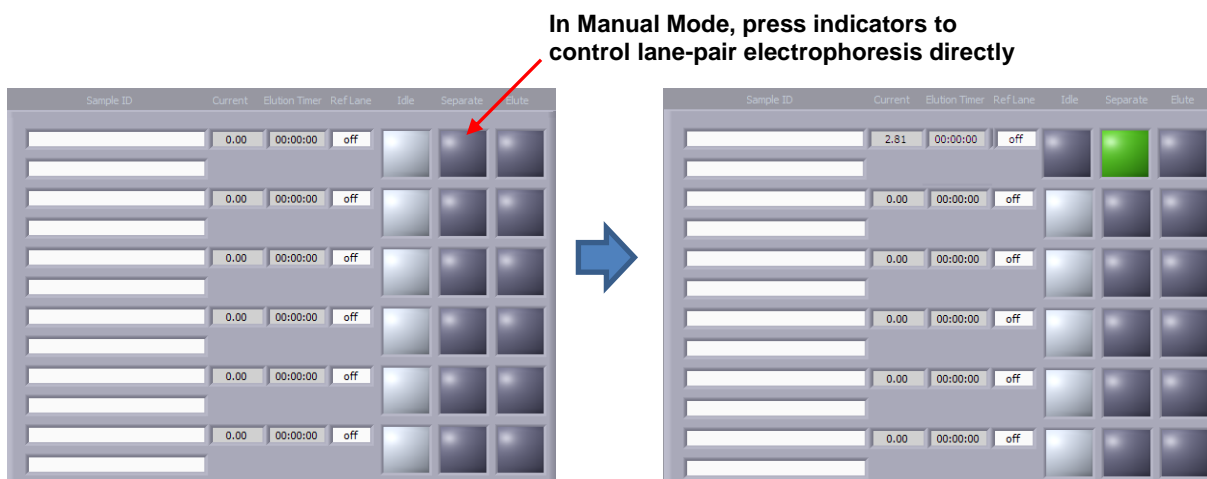 In Manual Mode, press indicators to
control lane-pair electrophoresis directly
Sample ID Current Elution Timer Ref Lane Idle Separate Elute
0.00 00:00:00 off
0.00 00:00:00 off
0.00 00:00:00 off
0.00 00:00:00 off
0.00 00:00:00 off
0.00 00:00:00 off
Sample ID Current Elution Timer Ref Lane Idle Separate Elute
2.81 00:00:00 off
0.00 00:00:00 off
0.00 00:00:00 off
0.00 00:00:00 off
0.00 00:00:00 off
0.00 00:00:00 off